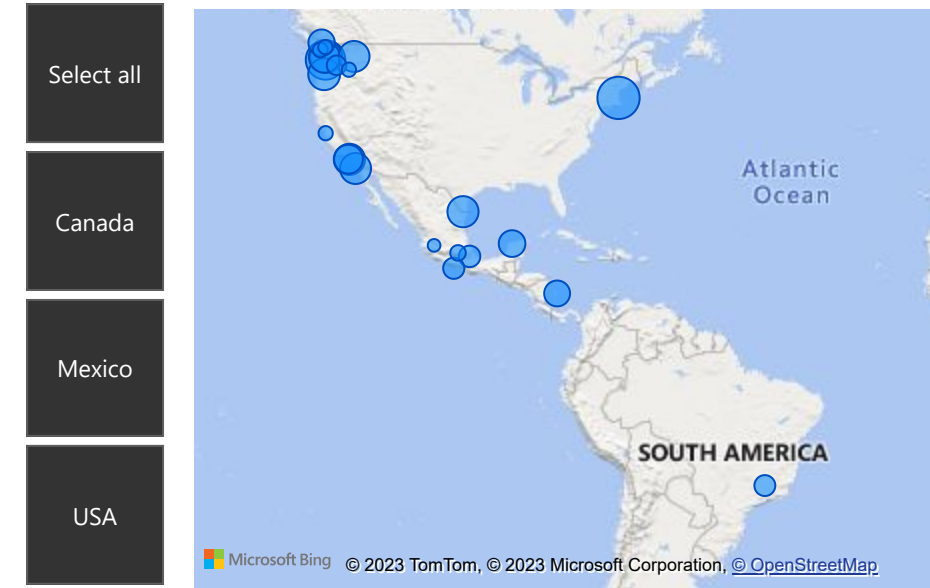 Select all
Canada
Mexico
USA
Atlantic
Ocean
SOUTH AMERICA
Microsoft Bing
© 2023 TomTom, © 2023 Microsoft Corporation, © OpenStreetMap